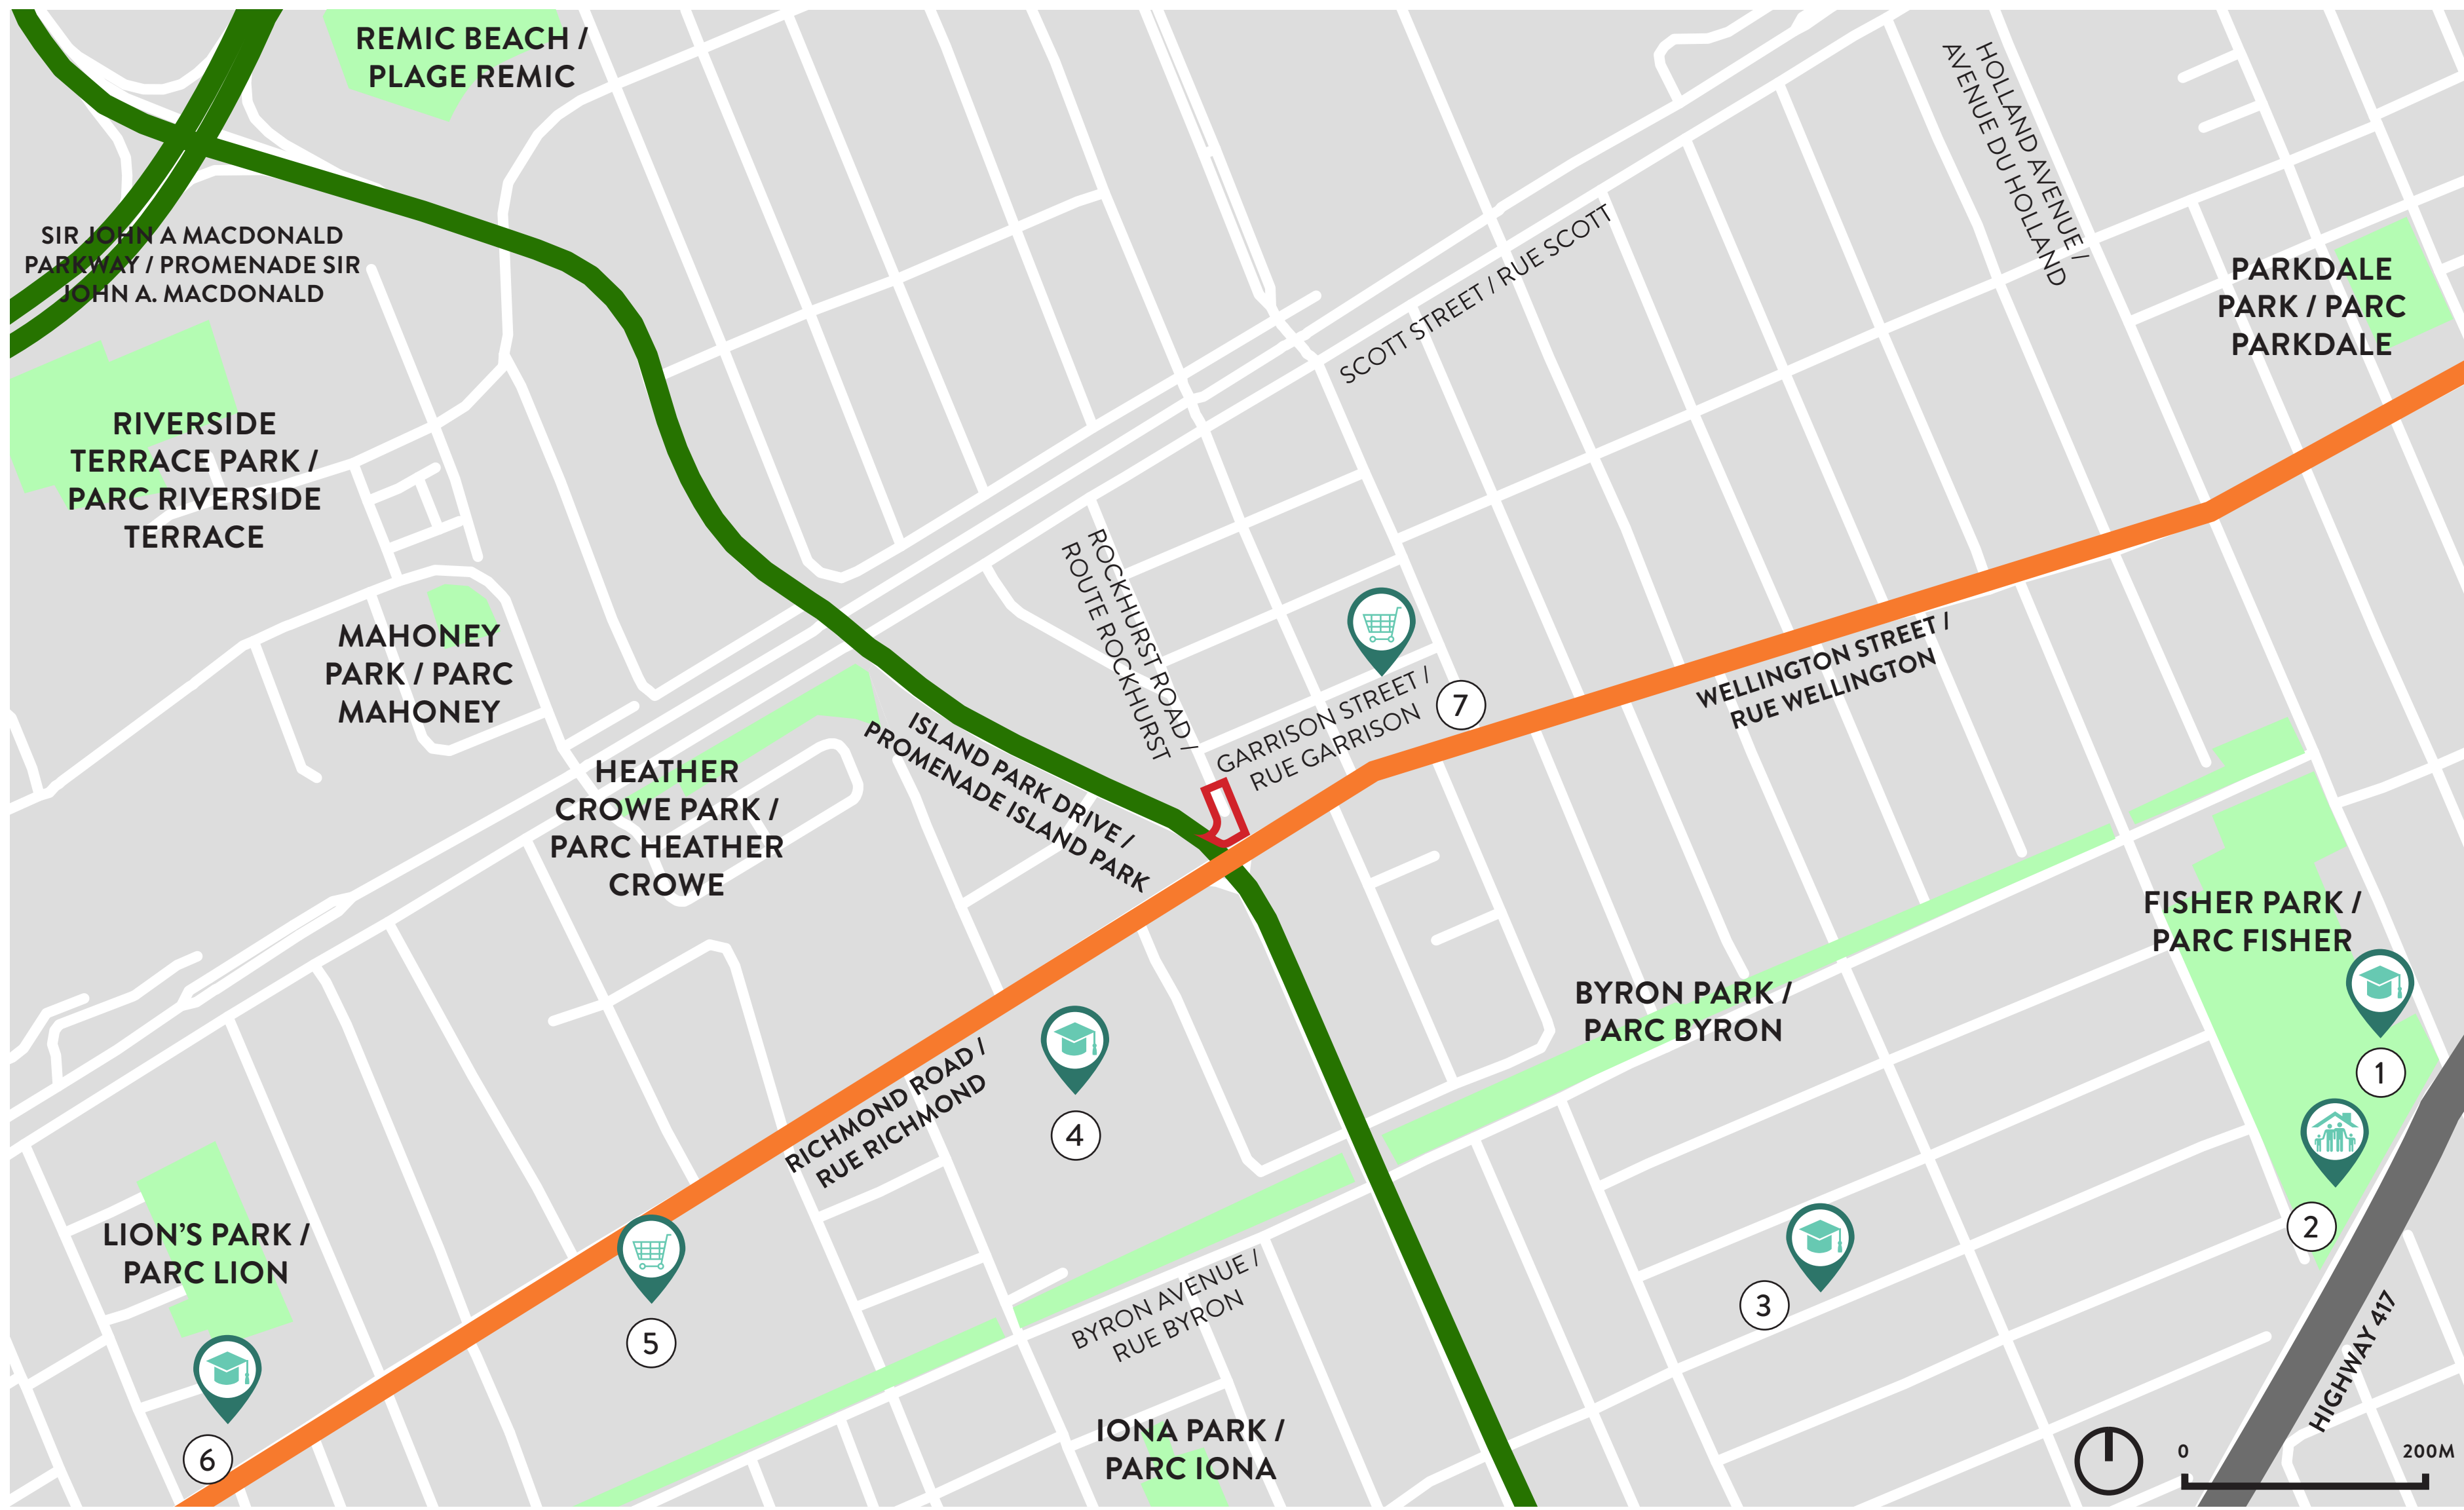 REMIC BEACH /
PLAGE REMIC
HOLLAND AVENUE /
AVENUE DU HOLLAND
SIR JOHN A MACDONALD
PARKWAY / PROMENADE SIR
JOHN A. MACDONALD
SCOTT STREET / RUE SCOTT
PARKDALE
PARK / PARC
PARKDALE
RIVERSIDE
TERRACE PARK /
PARC RIVERSIDE
TERRACE
ROCKHURST ROAD /
ROUTE ROCKHURST
MAHONEY
PARK / PARC
MAHONEY
GARRISON STREET /
RUE GARRISON
7
WELLINGTON STREET /
RUE WELLINGTON
ISLAND PARK DRIVE /
PROMENADE ISLAND PARK
HEATHER
CROWE PARK /
PARC HEATHER
CROWE
FISHER PARK /
PARC FISHER
BYRON PARK /
PARC BYRON
1
RICHMOND ROAD /
RUE RICHMOND
4
2
LION'S PARK /
PARC LION
3
5
BYRON AVENUE /
RUE BYRON
HIGHWAY 417
IONA PARK /
PARC IONA
6
0
200M